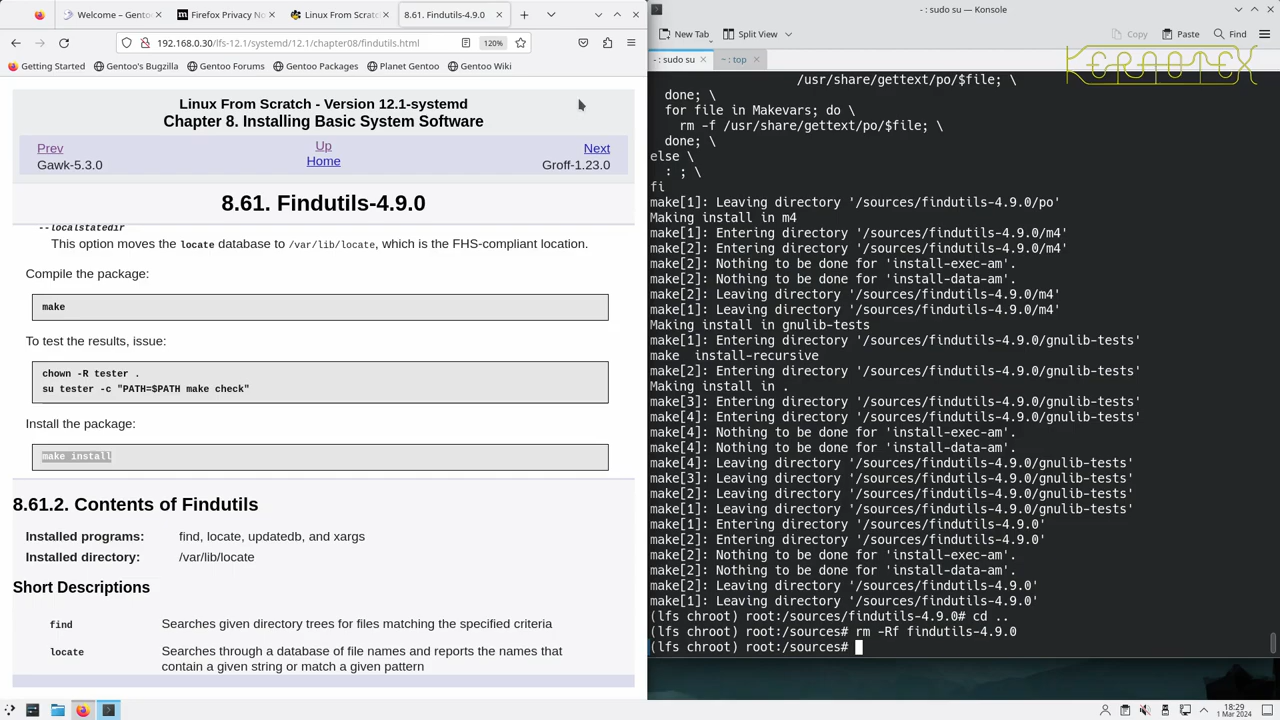 Welcome – Gentoo
Firefox Privacy No
Linux From Scratc
8.61. Findutils-4.9.0
192.168.0.30/lfs-12.1/systemd/12.1/chapter08/findutils.html
120%
Getting Started
Gentoo's Bugzilla
Gentoo Forums
Gentoo Packages
Planet Gentoo
Gentoo Wiki
Linux From Scratch - Version 12.1-systemd
Chapter 8. Installing Basic System Software
Prev
Up
Next
Gawk-5.3.0
Home
Groff-1.23.0
8.61. Findutils-4.9.0
--localstatedir
This option moves the locate database to /var/lib/locate, which is the FHS-compliant location.
Compile the package:
make
To test the results, issue:
chown -R tester .
su tester -c "PATH=$PATH make check"
Install the package:
make install
8.61.2. Contents of Findutils
Installed programs: find, locate, updatedb, and xargs
Installed directory: /var/lib/locate
Short Descriptions
find Searches given directory trees for files matching the specified criteria
locate Searches through a database of file names and reports the names that
contain a given string or match a given pattern
- : sudo su — Konsole
New Tab
Split View
Copy
Paste
Find
- : sudo su
~ : top
KERNOTEX
/usr/share/gettext/po/$file; \
done; \
for file in Makevars; do \
rm -f /usr/share/gettext/po/$file; \
done; \
else \
: ; \
fi
make[1]: Leaving directory '/sources/findutils-4.9.0/po'
Making install in m4
make[1]: Entering directory '/sources/findutils-4.9.0/m4'
make[2]: Entering directory '/sources/findutils-4.9.0/m4'
make[2]: Nothing to be done for 'install-exec-am'.
make[2]: Nothing to be done for 'install-data-am'.
make[2]: Leaving directory '/sources/findutils-4.9.0/m4'
make[1]: Leaving directory '/sources/findutils-4.9.0/m4'
Making install in gnulib-tests
make[1]: Entering directory '/sources/findutils-4.9.0/gnulib-tests'
make  install-recursive
make[2]: Entering directory '/sources/findutils-4.9.0/gnulib-tests'
Making install in .
make[3]: Entering directory '/sources/findutils-4.9.0/gnulib-tests'
make[4]: Entering directory '/sources/findutils-4.9.0/gnulib-tests'
make[4]: Nothing to be done for 'install-exec-am'.
make[4]: Nothing to be done for 'install-data-am'.
make[4]: Leaving directory '/sources/findutils-4.9.0/gnulib-tests'
make[3]: Leaving directory '/sources/findutils-4.9.0/gnulib-tests'
make[2]: Leaving directory '/sources/findutils-4.9.0/gnulib-tests'
make[1]: Leaving directory '/sources/findutils-4.9.0/gnulib-tests'
make[1]: Entering directory '/sources/findutils-4.9.0'
make[2]: Entering directory '/sources/findutils-4.9.0'
make[2]: Nothing to be done for 'install-exec-am'.
make[2]: Nothing to be done for 'install-data-am'.
make[2]: Leaving directory '/sources/findutils-4.9.0'
make[1]: Leaving directory '/sources/findutils-4.9.0'
(lfs chroot) root:/sources/findutils-4.9.0# cd ..
(lfs chroot) root:/sources# rm -Rf findutils-4.9.0
(lfs chroot) root:/sources#
18:29
1 Mar 2024